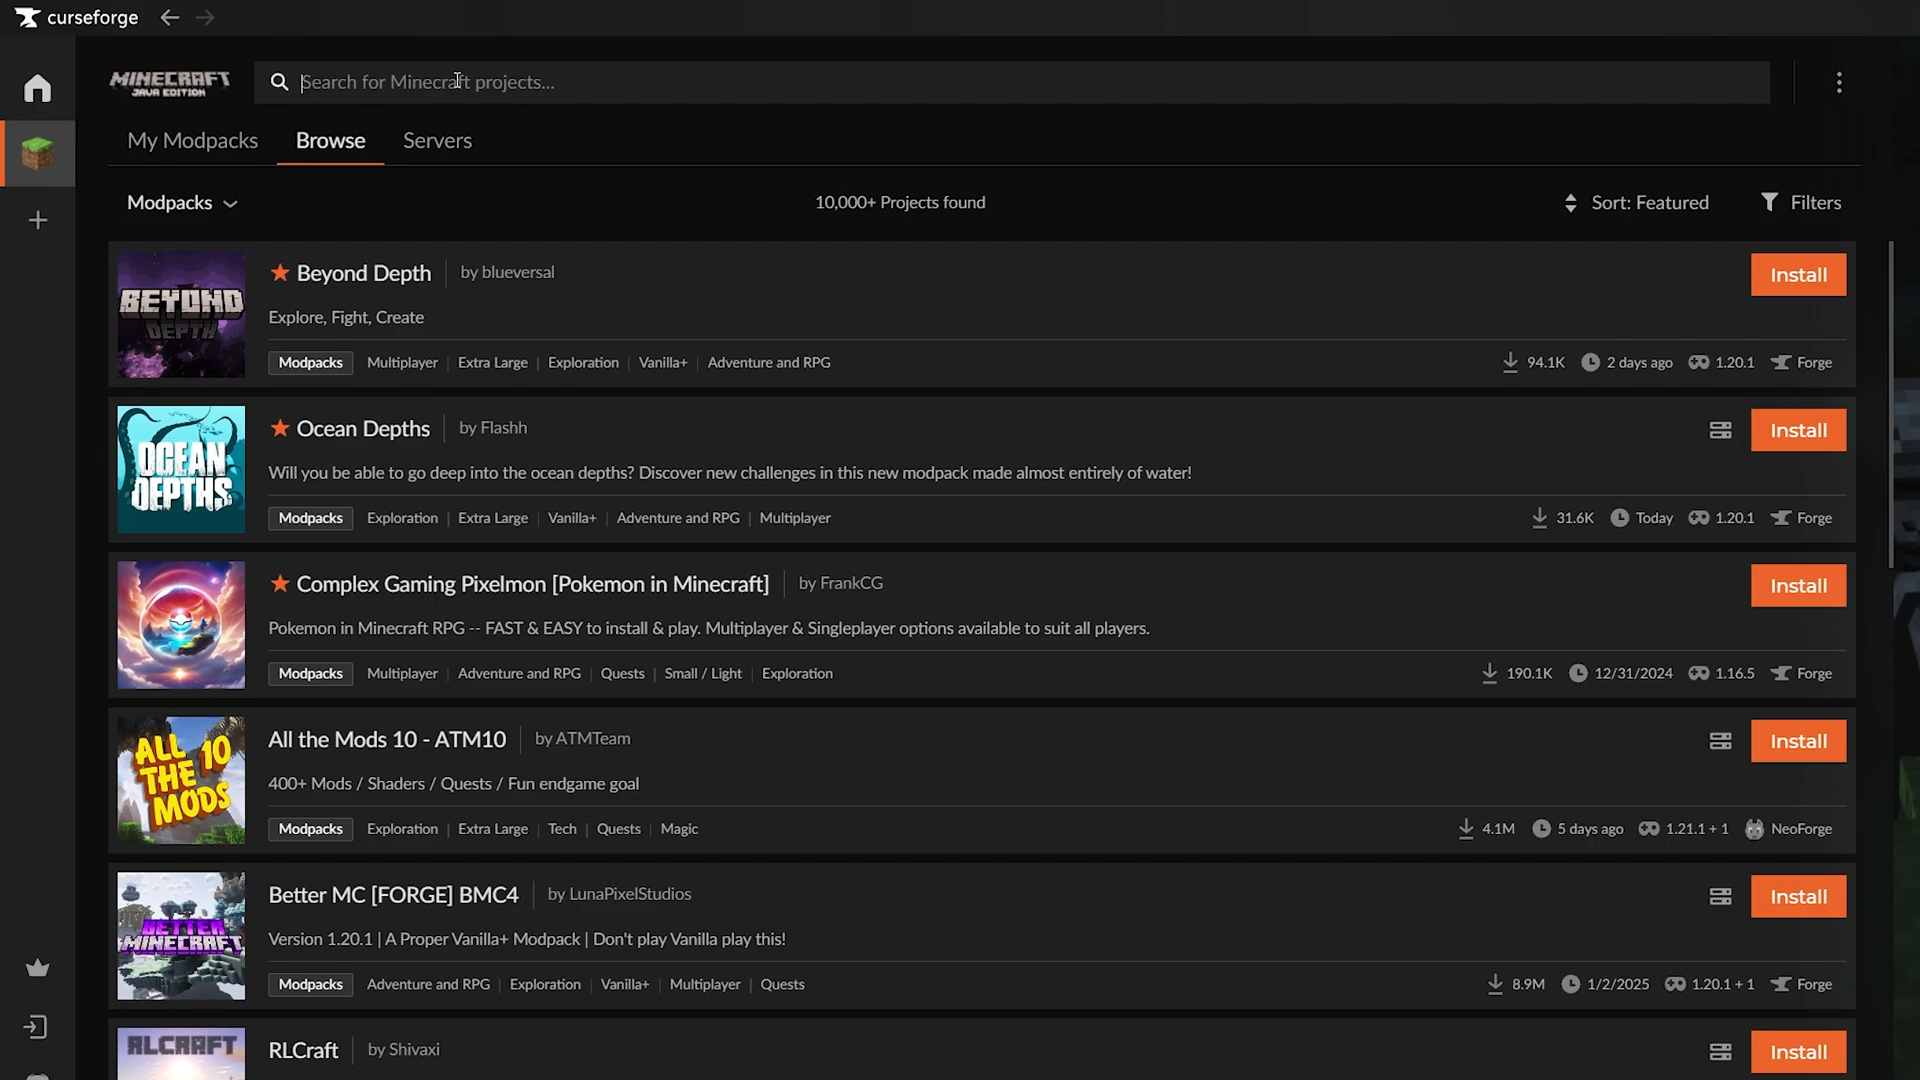 curseforge
MINECRAFT
JAVA EDITION
Search for Minecraft projects...
My Modpacks
Browse
Servers
Modpacks
10,000+ Projects found
Sort: Featured
Filters
BEYOND
DEPTH
Beyond Depth
by blueversal
Install
Explore, Fight, Create
Modpacks Multiplayer Extra Large Exploration Vanilla+ Adventure and RPG
94.1K 2 days ago 1.20.1 Forge
OCEAN
DEPTHS
Ocean Depths
by Flashh
Install
Will you be able to go deep into the ocean depths? Discover new challenges in this new modpack made almost entirely of water!
Modpacks Exploration Extra Large Vanilla+ Adventure and RPG Multiplayer
31.6K Today 1.20.1 Forge
Complex Gaming Pixelmon [Pokemon in Minecraft]
by FrankCG
Install
Pokemon in Minecraft RPG -- FAST & EASY to install & play. Multiplayer & Singleplayer options available to suit all players.
Modpacks Multiplayer Adventure and RPG Quests Small / Light Exploration
190.1K 12/31/2024 1.16.5 Forge
ALL 10
THE
MODS
All the Mods 10 - ATM10
by ATMTeam
Install
400+ Mods / Shaders / Quests / Fun endgame goal
Modpacks Exploration Extra Large Tech Quests Magic
4.1M 5 days ago 1.21.1 + 1 NeoForge
BETTER
MINECRAFT
Better MC [FORGE] BMC4
by LunaPixelStudios
Install
Version 1.20.1 | A Proper Vanilla+ Modpack | Don't play Vanilla play this!
Modpacks Adventure and RPG Exploration Vanilla+ Multiplayer Quests
8.9M 1/2/2025 1.20.1 + 1 Forge
RLCRAFT
RLCraft
by Shivaxi
Install